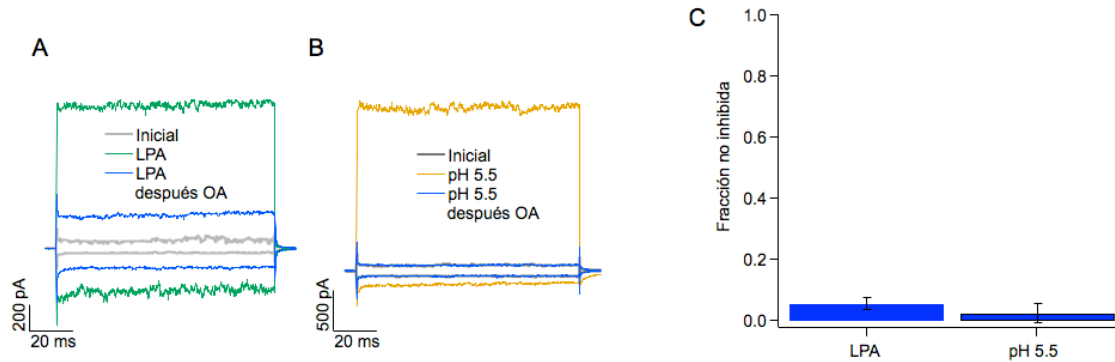 A
Inicial
LPA
LPA
después OA
200 pA
20 ms
B
Inicial
pH 5.5
pH 5.5
después OA
500 pA
20 ms
C
Fracción no inhibida
1.0
0.8
0.6
0.4
0.2
0.0
LPA
pH 5.5